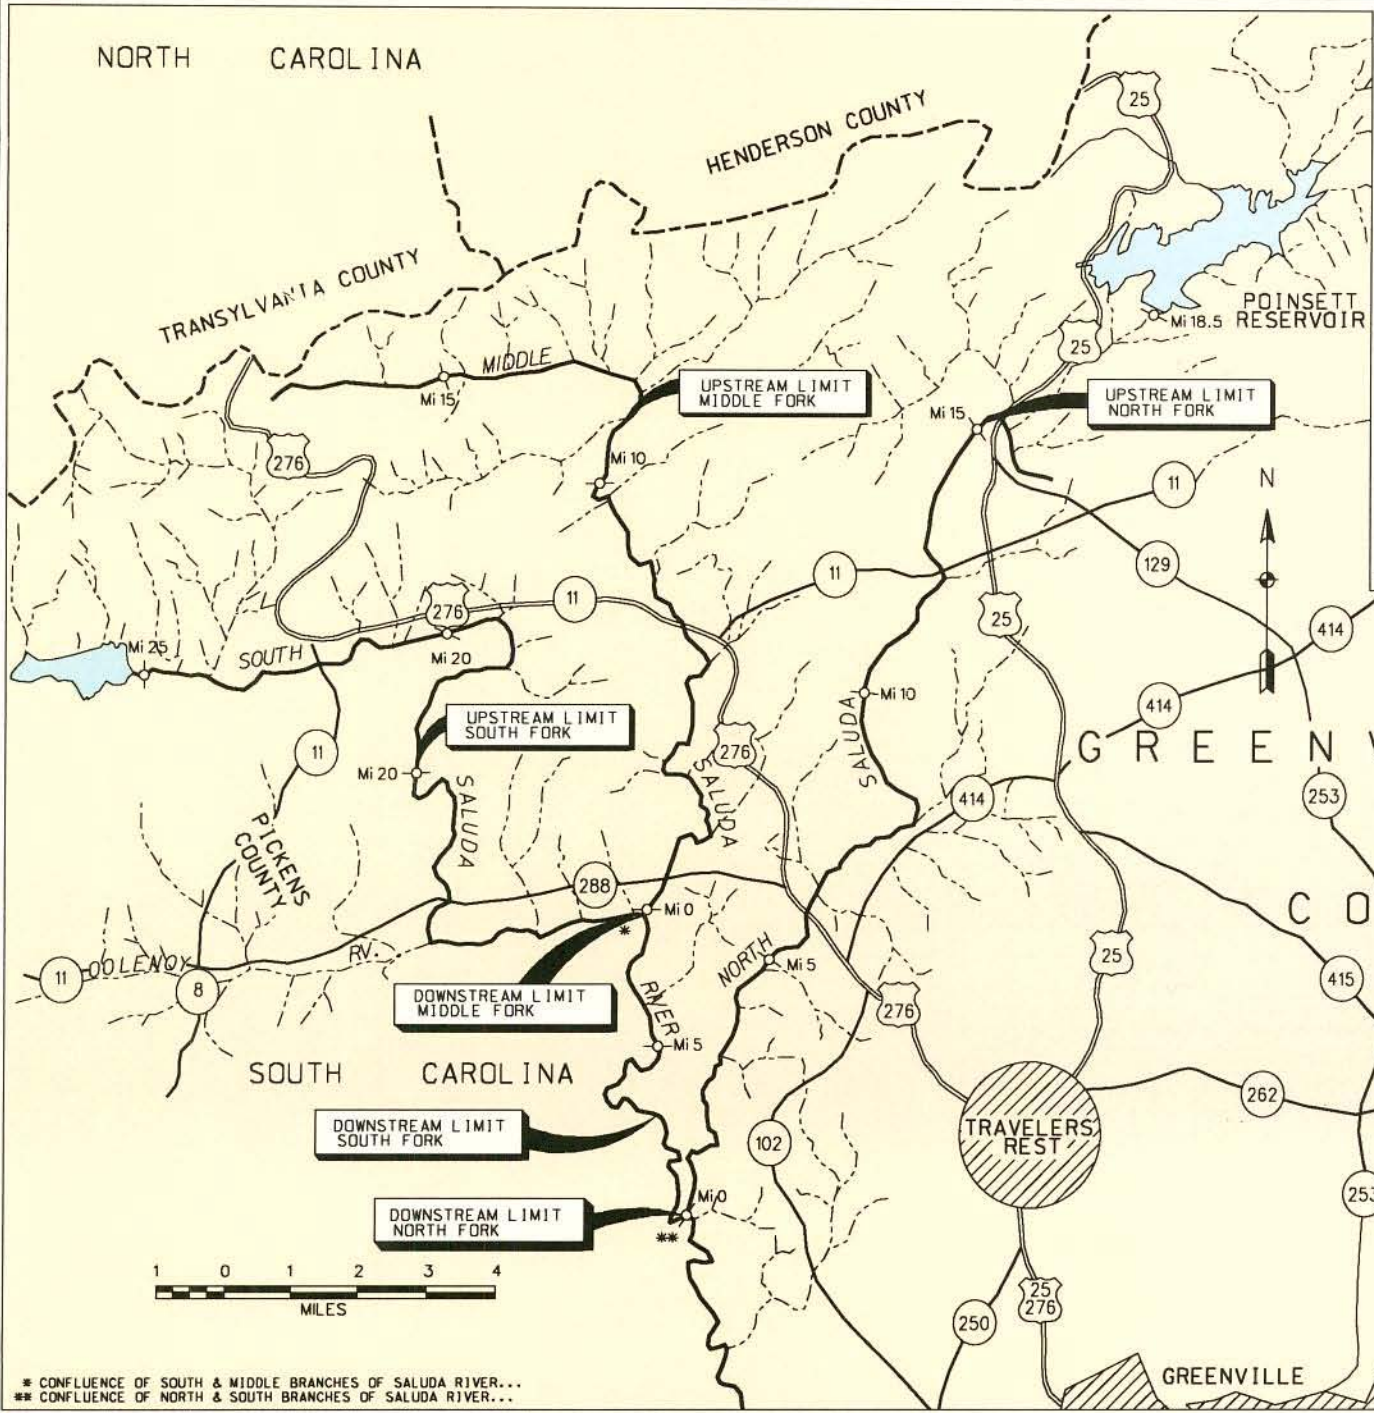 NORTH CAROLINA
25
HENDERSON COUNTY
TRANSYLVANIA COUNTY
POINSETT
RESERVOIR
Mi 18.5
25
MIDDLE
Mi 15
UPSTREAM LIMIT
MIDDLE FORK
UPSTREAM LIMIT
NORTH FORK
Mi 15
276
Mi 10
11
N
11
129
276
11
25
414
Mi 25
SOUTH
Mi 20
Mi 10
414
UPSTREAM LIMIT
SOUTH FORK
SALUDA
11
276
GREENV
Mi 20
SALUDA
SALUDA
414
253
PICKENS
COUNTY
288
Mi 0
*
CO
OOLENOY
RV.
NORTH
Mi 5
25
11
8
415
DOWNSTREAM LIMIT
MIDDLE FORK
RIVER
276
Mi 5
SOUTH CAROLINA
262
DOWNSTREAM LIMIT
SOUTH FORK
102
TRAVELERS
REST
253
Mi 0
DOWNSTREAM LIMIT
NORTH FORK
**
1 0 1 2 3 4
MILES
25
276
250
GREENVILLE
* CONFLUENCE OF SOUTH & MIDDLE BRANCHES OF SALUDA RIVER...
** CONFLUENCE OF NORTH & SOUTH BRANCHES OF SALUDA RIVER...